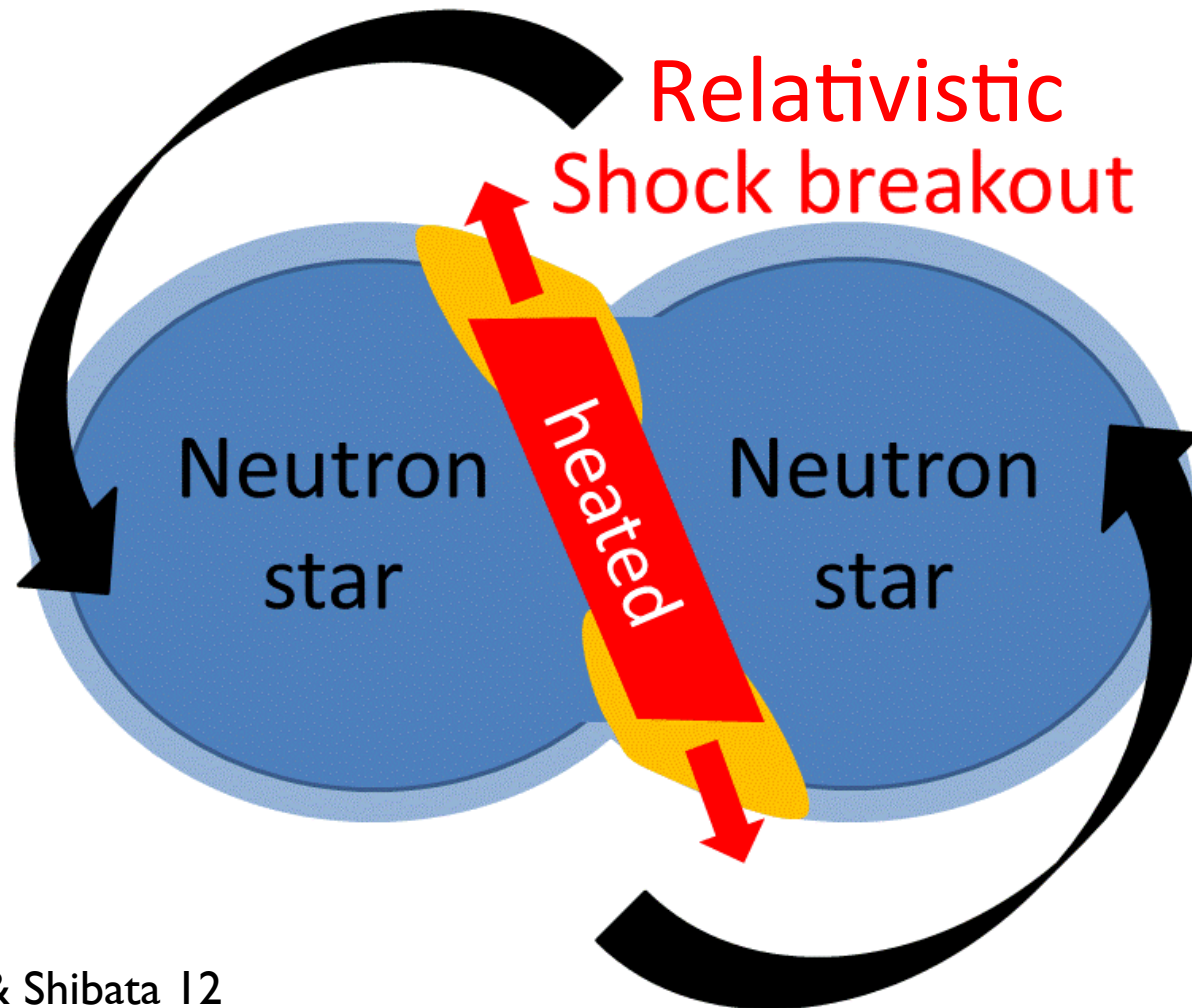 Relativistic
Shock breakout
Neutron
star
heated
Neutron
star
& Shibata 12